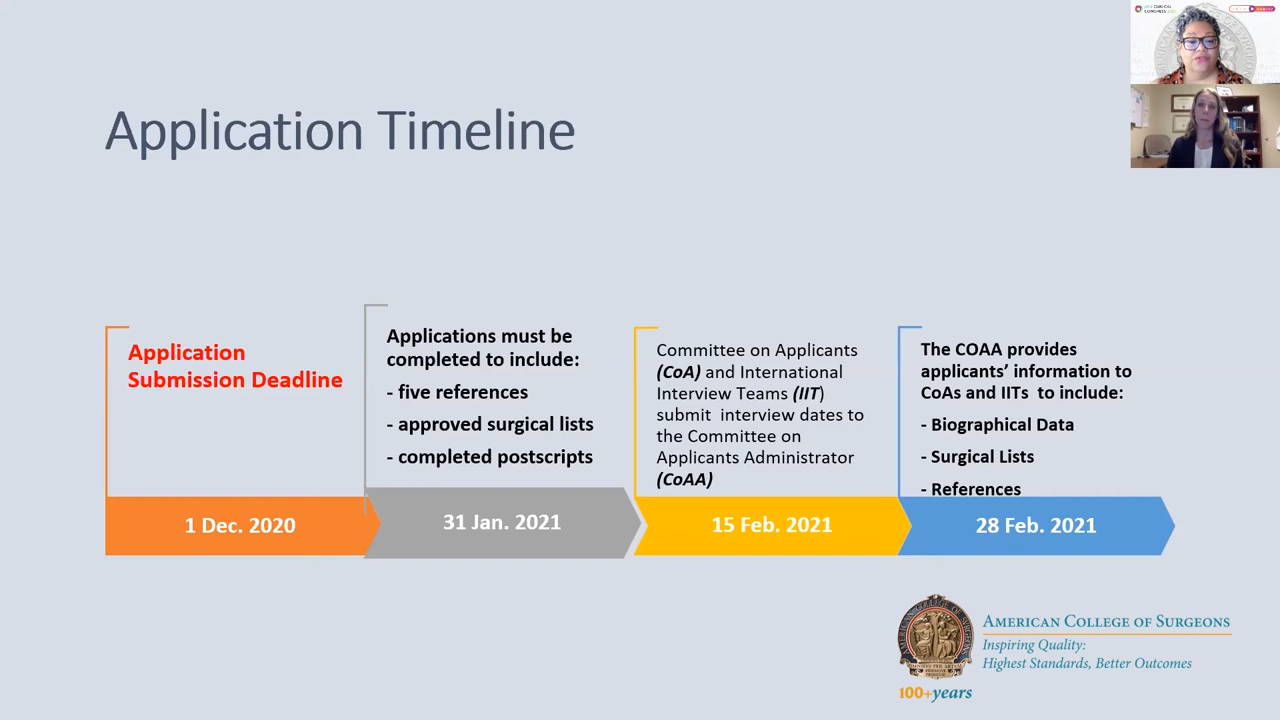 Application Timeline
Application
Submission Deadline
Applications must be
completed to include:
- five references
- approved surgical lists
- completed postscripts
Committee on Applicants
(CoA) and International
Interview Teams (IIT)
submit interview dates to
the Committee on
Applicants Administrator
(CoAA)
The COAA provides
applicants’ information to
CoAs and IITs to include:
- Biographical Data
- Surgical Lists
- References
1 Dec. 2020
31 Jan. 2021
15 Feb. 2021
28 Feb. 2021
AMERICAN COLLEGE OF SURGEONS
Inspiring Quality:
Highest Standards, Better Outcomes
100+years